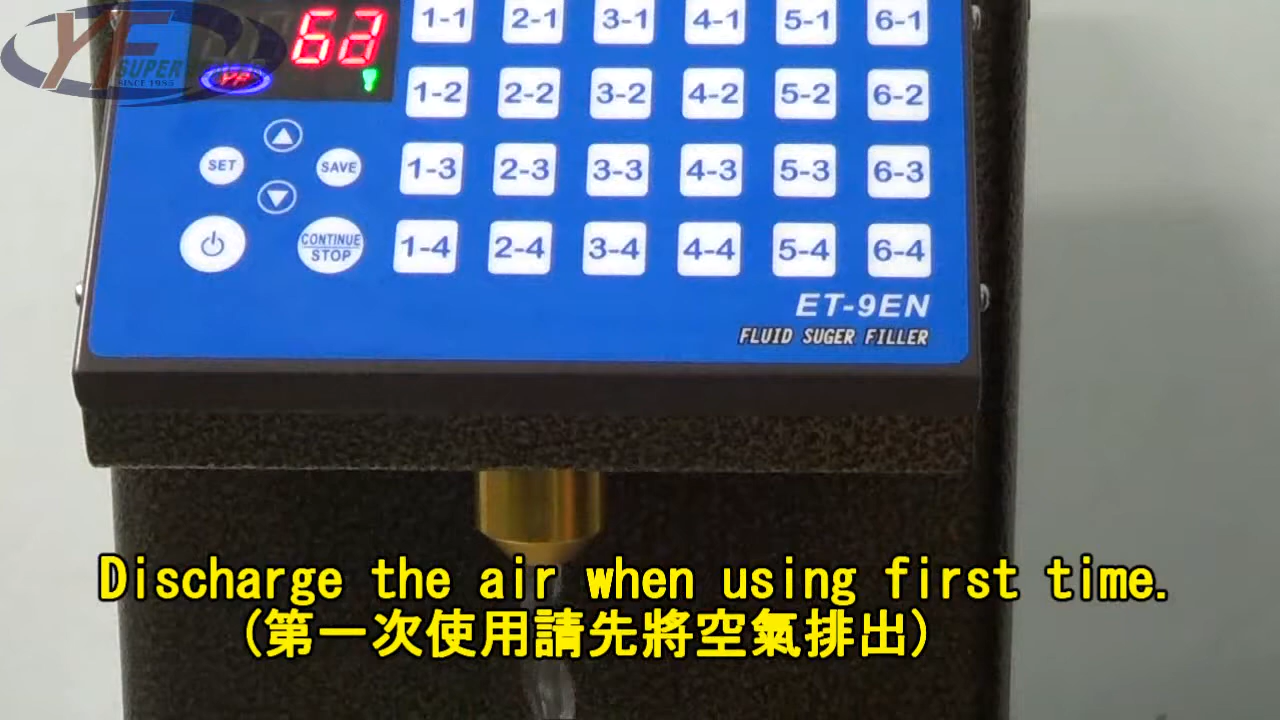 YF
SUPER
SINCE 1985
6a
YF
1-1 2-1 3-1 4-1 5-1 6-1
1-2 2-2 3-2 4-2 5-2 6-2
SET
SAVE
1-3 2-3 3-3 4-3 5-3 6-3
CONTINUE
STOP
1-4 2-4 3-4 4-4 5-4 6-4
ET-9EN
FLUID SUGER FILLER
Discharge the air when using first time.
(第一次使用請先將空氣排出)